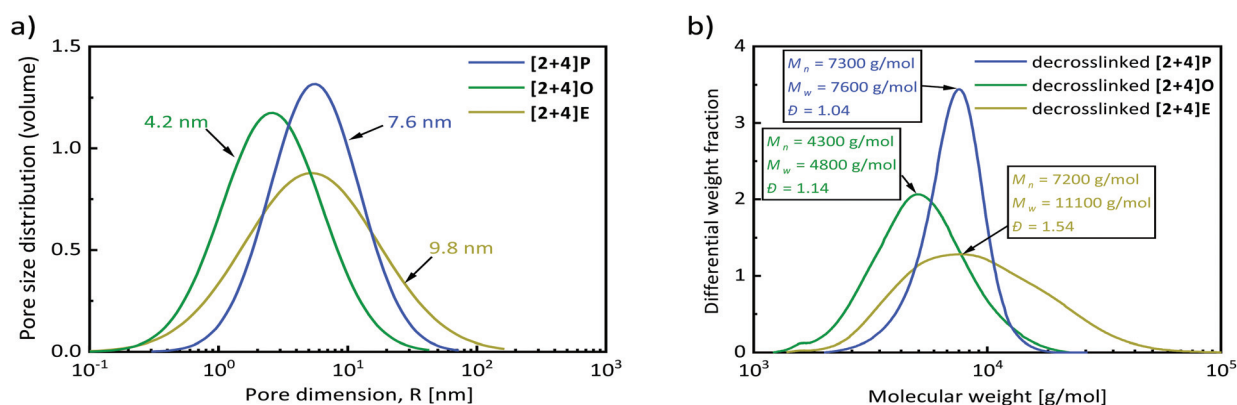 a)
Pore size distribution (volume)
1.5
1.0
0.5
0.0
10⁻¹
10⁰
10¹
10²
10³
Pore dimension, R [nm]
[2+4]P
[2+4]O
[2+4]E
4.2 nm
7.6 nm
9.8 nm
b)
Differential weight fraction
4
3
2
1
0
10³
10⁴
10⁵
Molecular weight [g/mol]
decrosslinked [2+4]P
decrosslinked [2+4]O
decrosslinked [2+4]E
Mn = 7300 g/mol
Mw = 7600 g/mol
Đ = 1.04
Mn = 4300 g/mol
Mw = 4800 g/mol
Đ = 1.14
Mn = 7200 g/mol
Mw = 11100 g/mol
Đ = 1.54